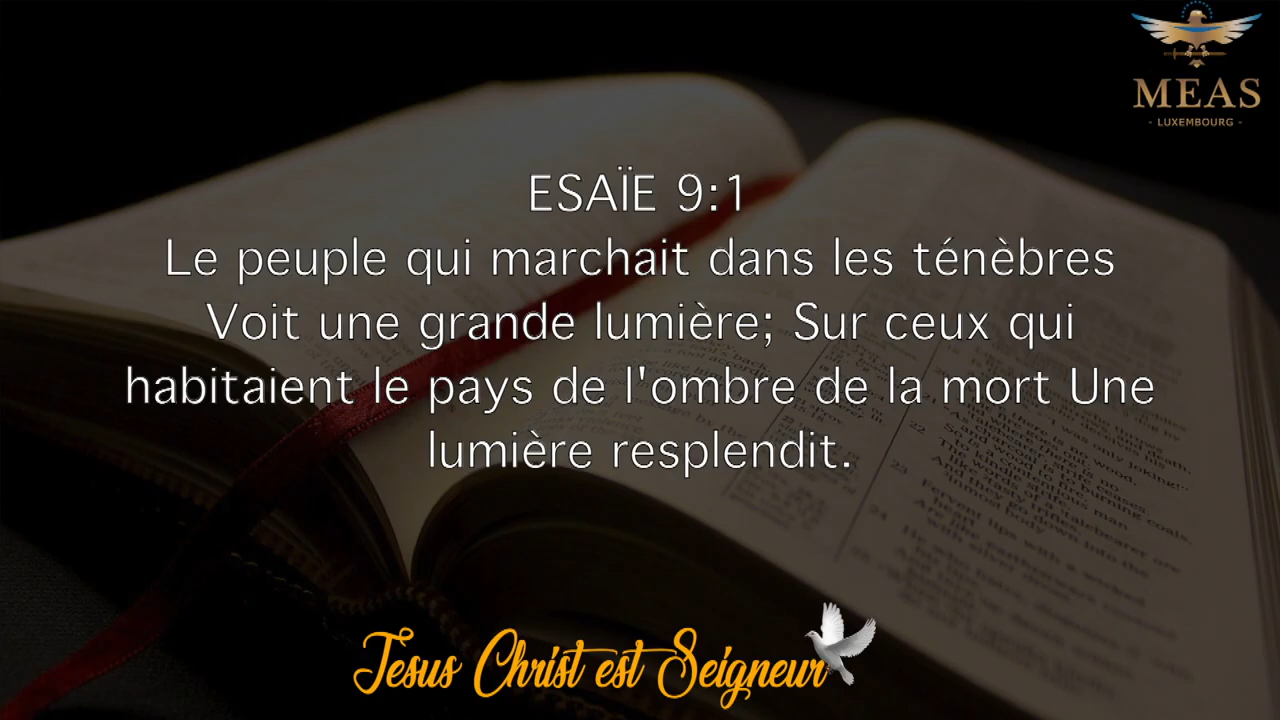 MEAS
- LUXEMBOURG -
ESAÏE 9:1
Le peuple qui marchait dans les ténèbres
Voit une grande lumière; Sur ceux qui
habitaient le pays de l'ombre de la mort Une
lumière resplendit.
Jesus Christ est Seigneur